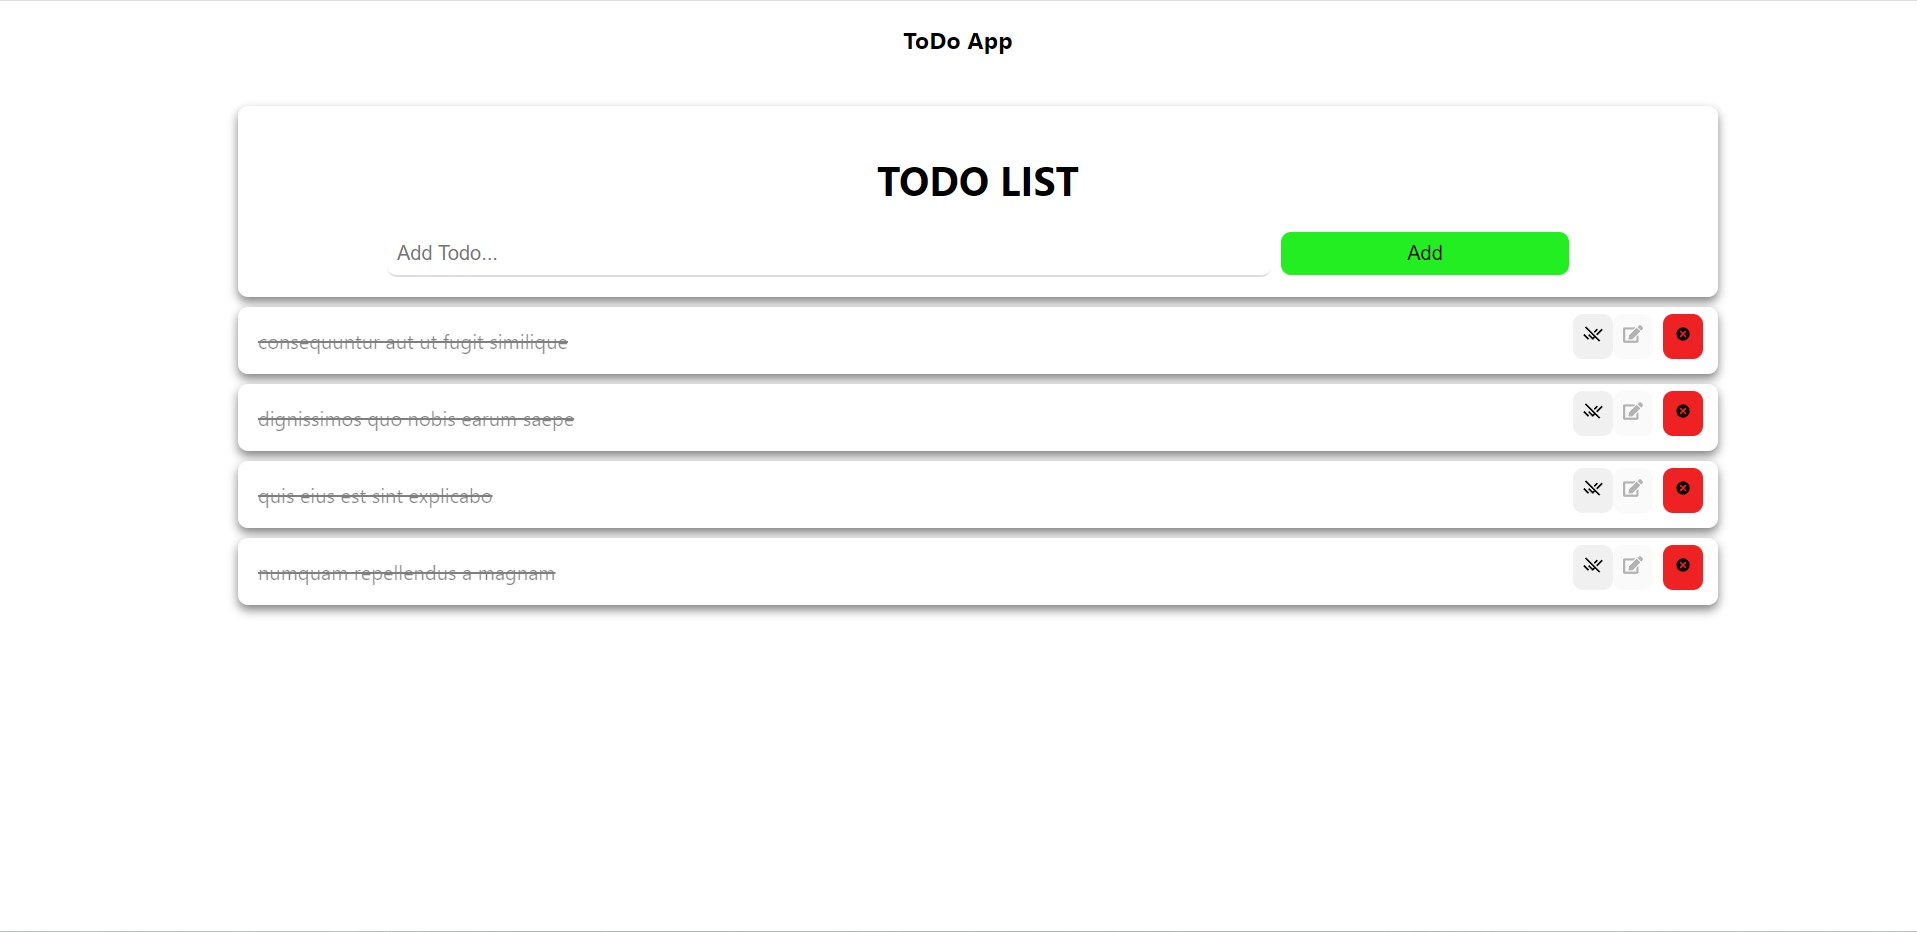 ToDo App
TODO LIST
Add Todo...
Add
consequuntur aut ut fugit similique
dignissimos quo nobis earum saepe
quis eius est sint explicabo
numquam repellendus a magnam